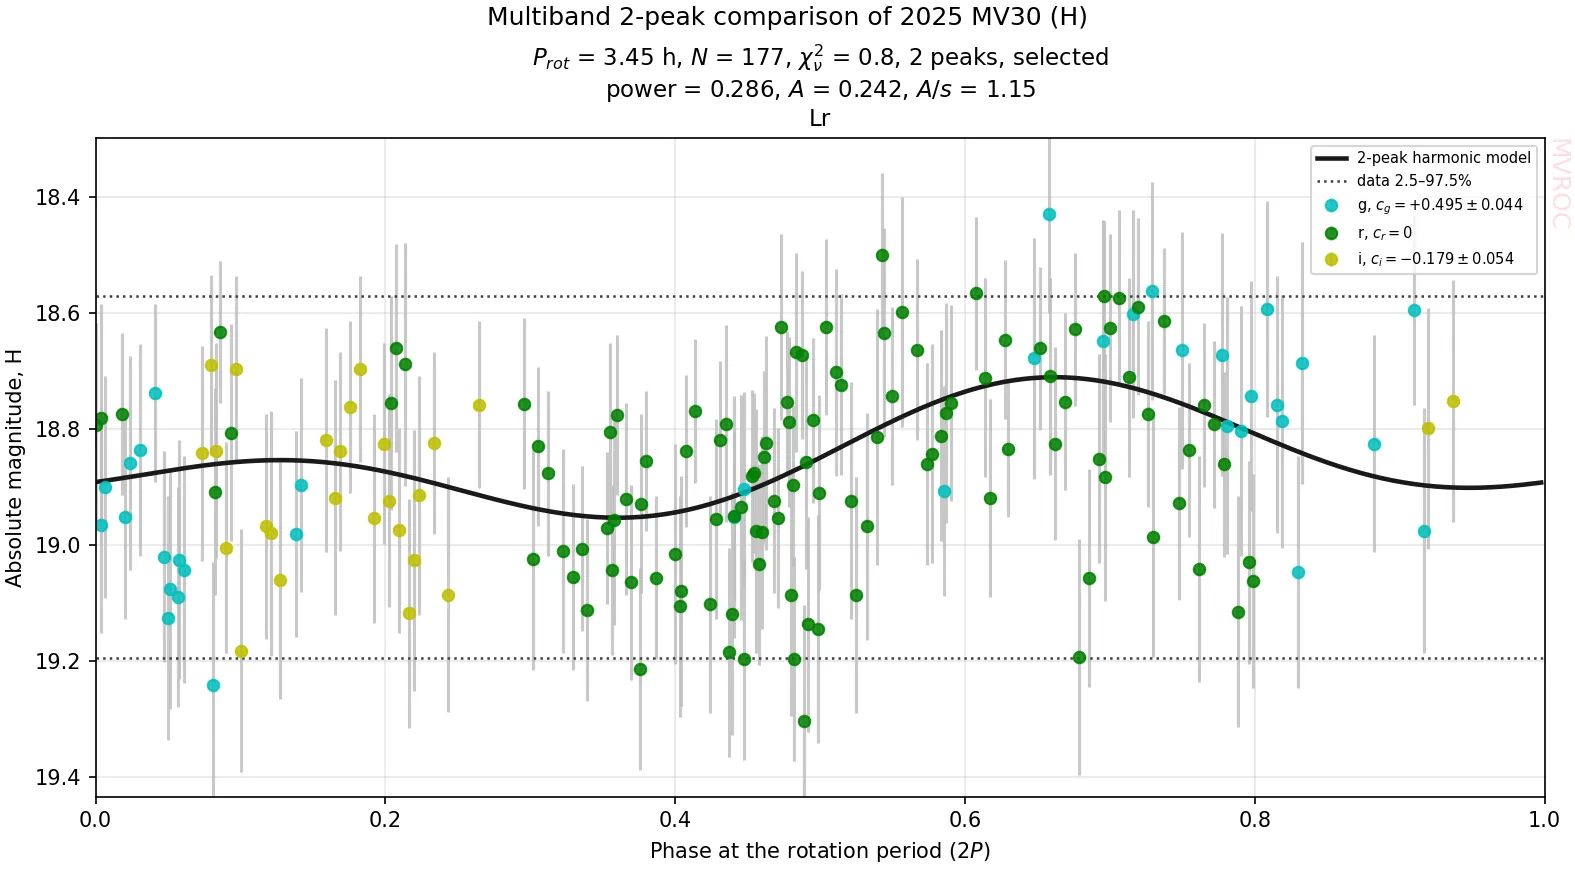 Multiband 2-peak comparison of 2025 MV30 (H)
P_rot = 3.45 h, N = 177, χ²_ν = 0.8, 2 peaks, selected
power = 0.286, A = 0.242, A/s = 1.15
Lr
2-peak harmonic model
data 2.5–97.5%
g, c_g = +0.495 ± 0.044
r, c_r = 0
i, c_i = −0.179 ± 0.054
MVROC
Absolute magnitude, H
18.4
18.6
18.8
19.0
19.2
19.4
0.0 0.2 0.4 0.6 0.8 1.0
Phase at the rotation period (2P)